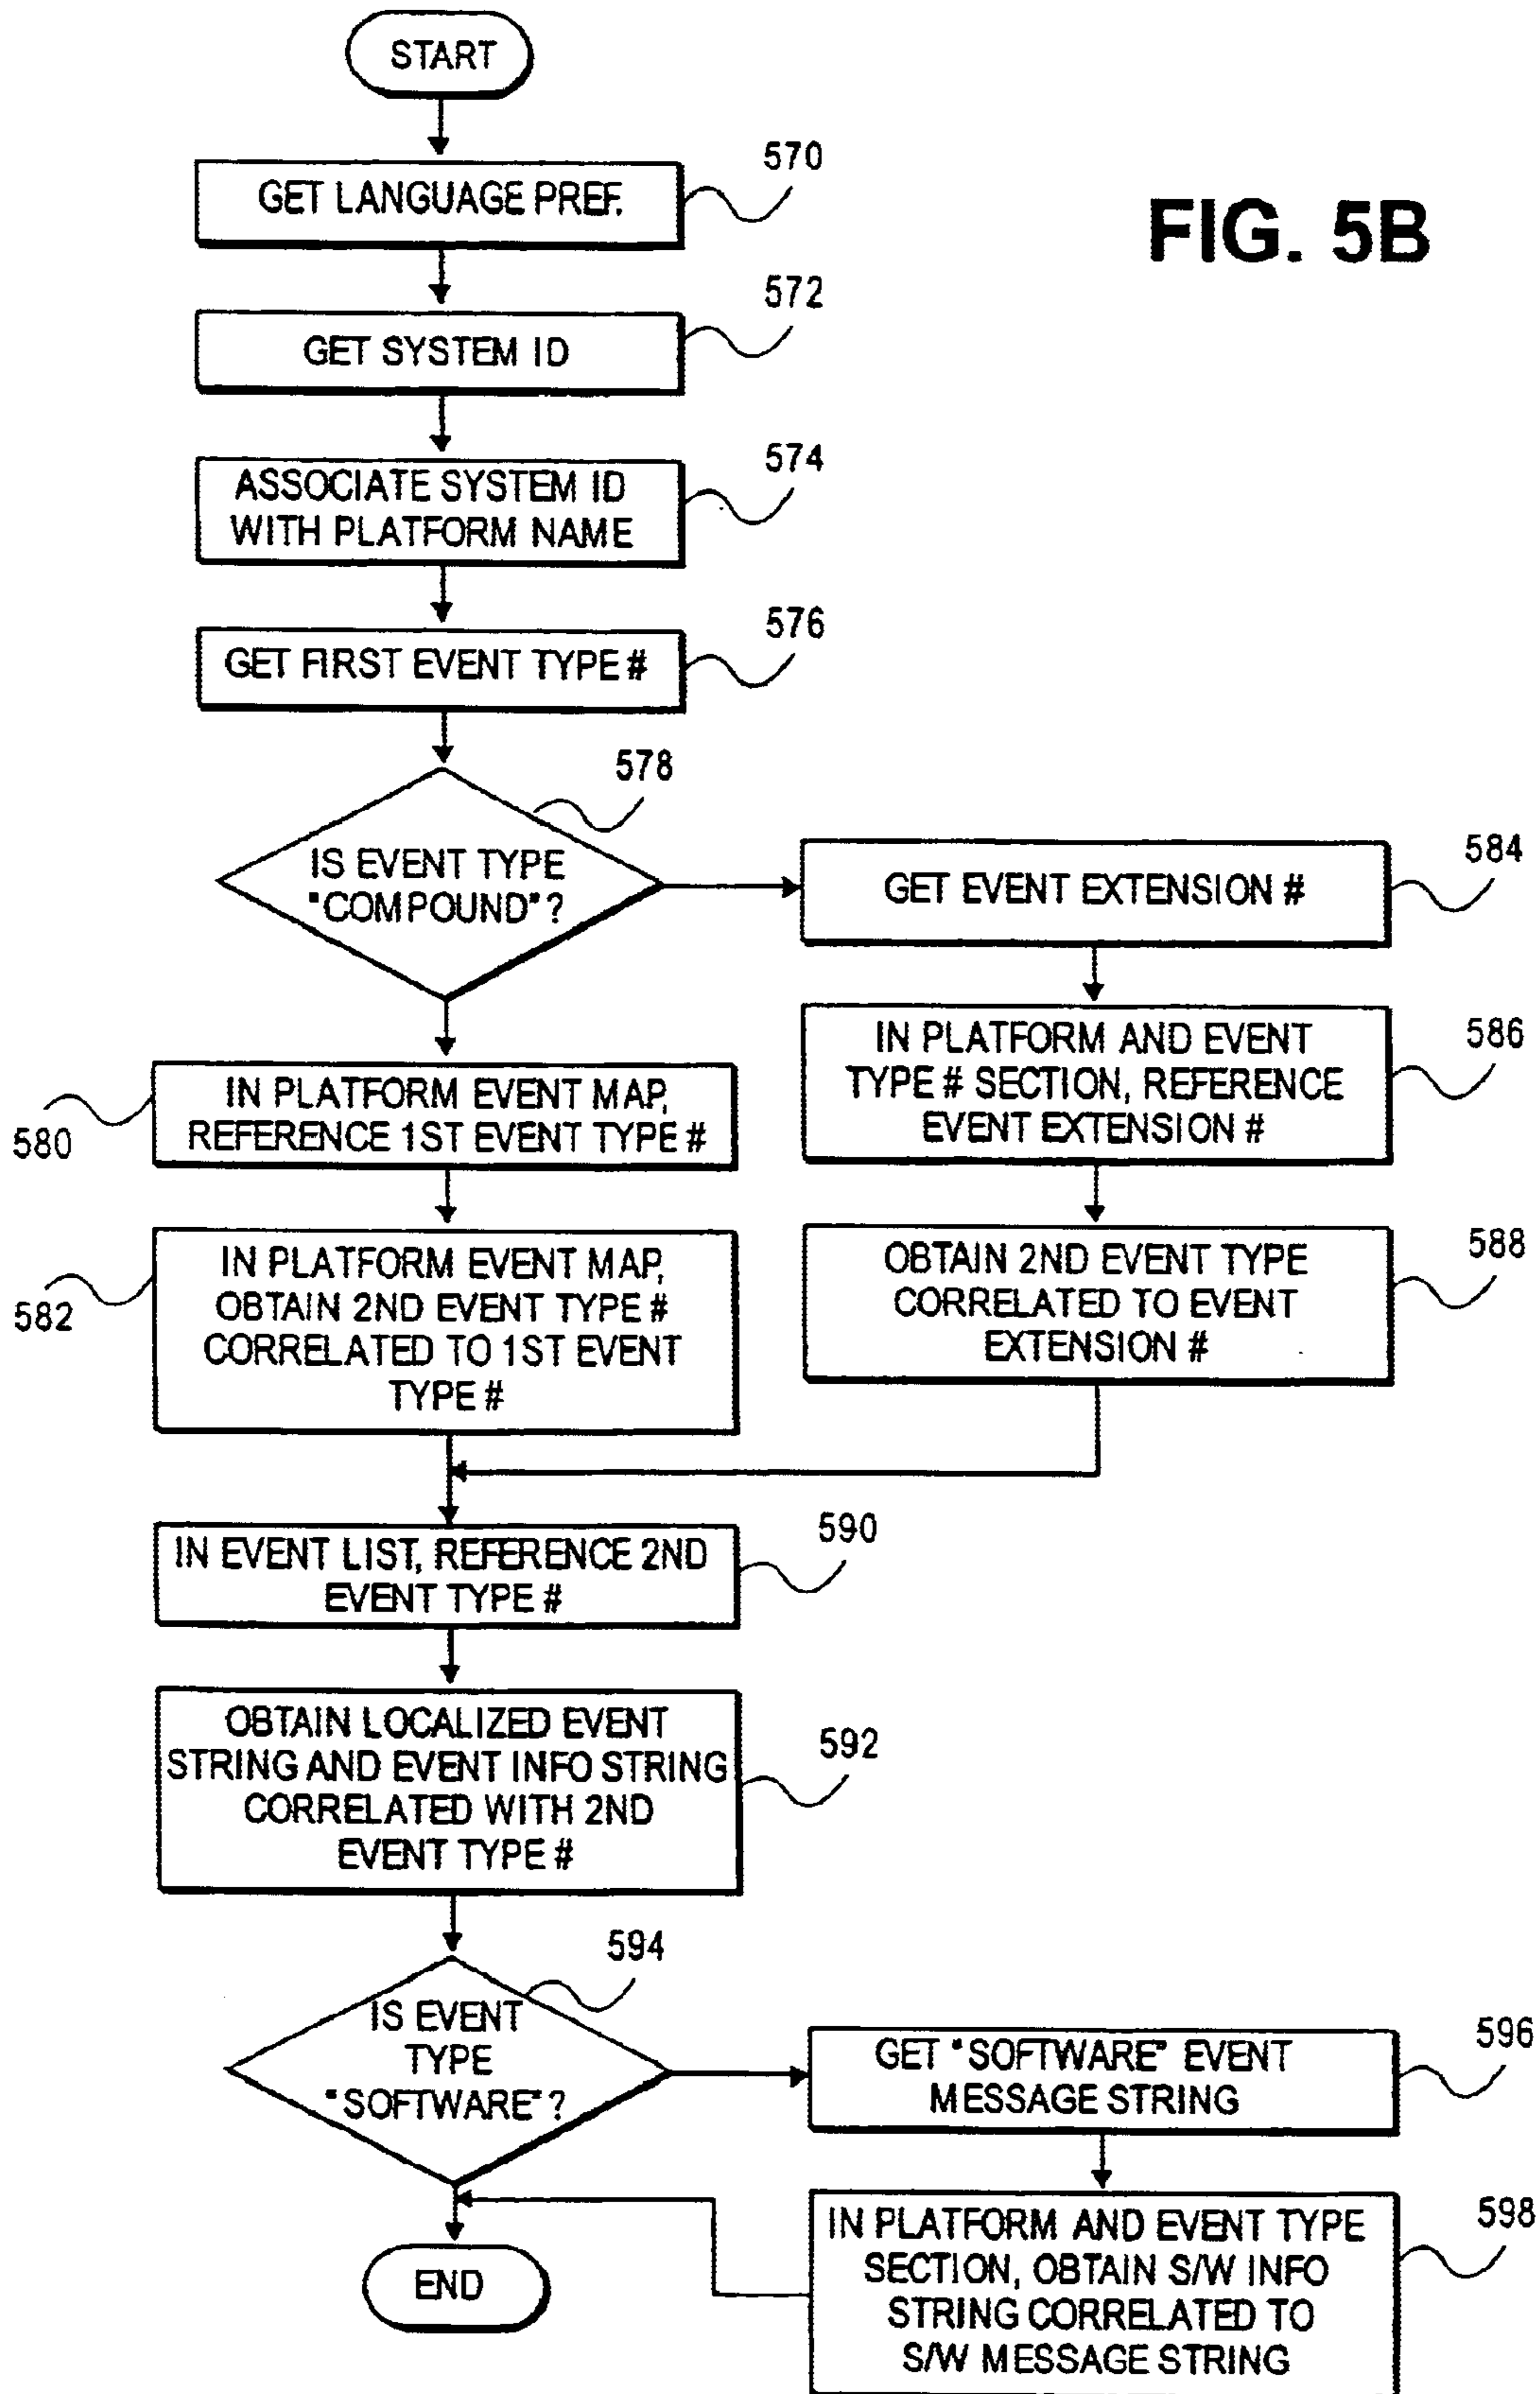 START
570
GET LANGUAGE PREF.
FIG. 5B
572
GET SYSTEM ID
574
ASSOCIATE SYSTEM ID
WITH PLATFORM NAME
576
GET FIRST EVENT TYPE #
578
IS EVENT TYPE
"COMPOUND"?
584
GET EVENT EXTENSION #
586
IN PLATFORM AND EVENT
TYPE # SECTION, REFERENCE
EVENT EXTENSION #
580
IN PLATFORM EVENT MAP,
REFERENCE 1ST EVENT TYPE #
588
OBTAIN 2ND EVENT TYPE
CORRELATED TO EVENT
EXTENSION #
582
IN PLATFORM EVENT MAP,
OBTAIN 2ND EVENT TYPE #
CORRELATED TO 1ST EVENT
TYPE #
590
IN EVENT LIST, REFERENCE 2ND
EVENT TYPE #
592
OBTAIN LOCALIZED EVENT
STRING AND EVENT INFO STRING
CORRELATED WITH 2ND
EVENT TYPE #
594
IS EVENT
TYPE
"SOFTWARE"?
596
GET "SOFTWARE" EVENT
MESSAGE STRING
598
IN PLATFORM AND EVENT TYPE
SECTION, OBTAIN S/W INFO
STRING CORRELATED TO
S/W MESSAGE STRING
END